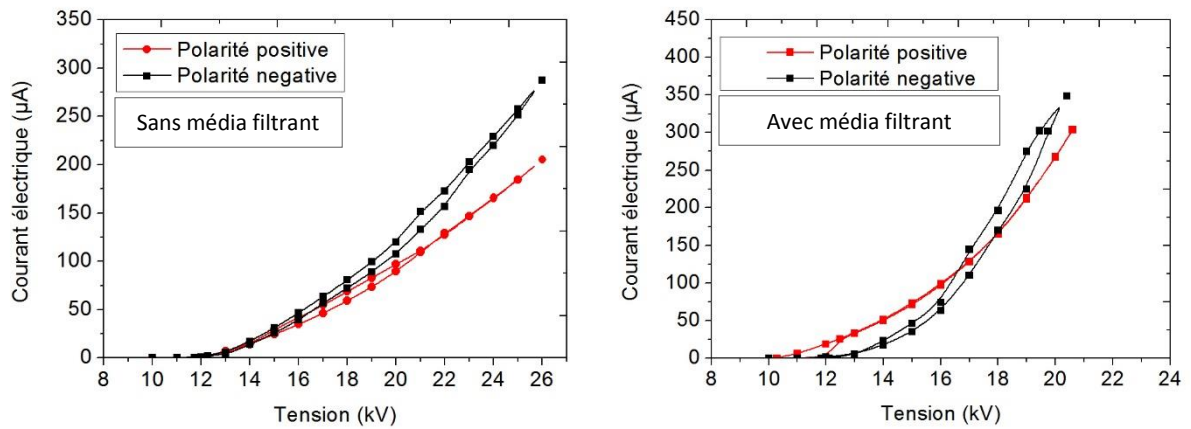 350
300
250
200
150
100
50
0
Courant électrique (µA)
Polarité positive
Polarité negative
Sans média filtrant
8 10 12 14 16 18 20 22 24 26
Tension (kV)
450
400
350
300
250
200
150
100
50
0
Courant électrique (µA)
Polarité positive
Polarité negative
Avec média filtrant
8 10 12 14 16 18 20 22 24
Tension (kV)